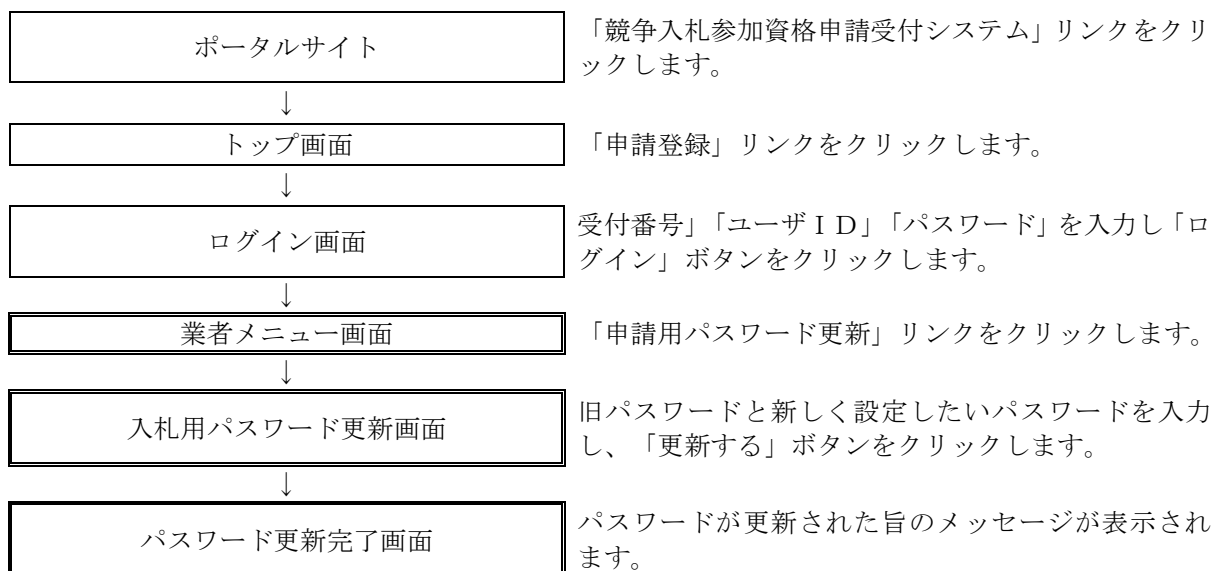 ポータルサイト
「競争入札参加資格申請受付システム」リンクをクリ
ックします。
↓
トップ画面
「申請登録」リンクをクリックします。
↓
ログイン画面
受付番号」「ユーザＩＤ」「パスワード」を入力し「ロ
グイン」ボタンをクリックします。
↓
業者メニュー画面
「申請用パスワード更新」リンクをクリックします。
↓
入札用パスワード更新画面
旧パスワードと新しく設定したいパスワードを入力
し、「更新する」ボタンをクリックします。
↓
パスワード更新完了画面
パスワードが更新された旨のメッセージが表示され
ます。